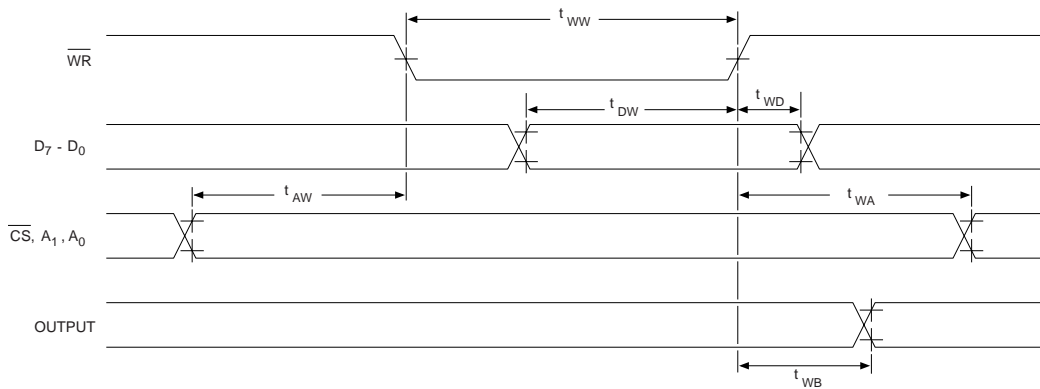 t WW
WR
t DW
t WD
D7 - D0
t AW
t WA
CS, A1 , A0
OUTPUT
t WB